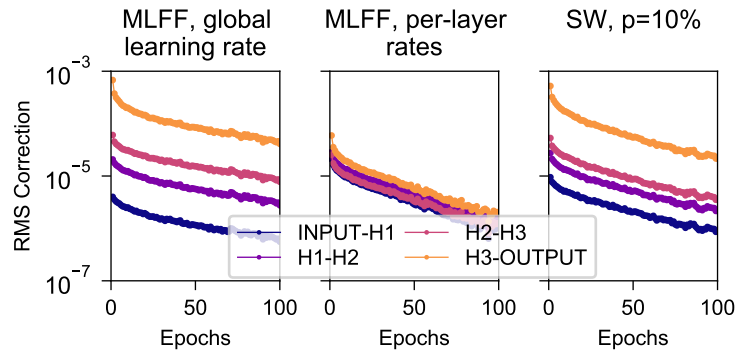 MLFF, global
learning rate
MLFF, per-layer
rates
SW, p=10%
RMS Correction
10⁻³
10⁻⁵
10⁻⁷
INPUT-H1
H1-H2
H2-H3
H3-OUTPUT
0 50 100
0 50 100
0 50 100
Epochs
Epochs
Epochs